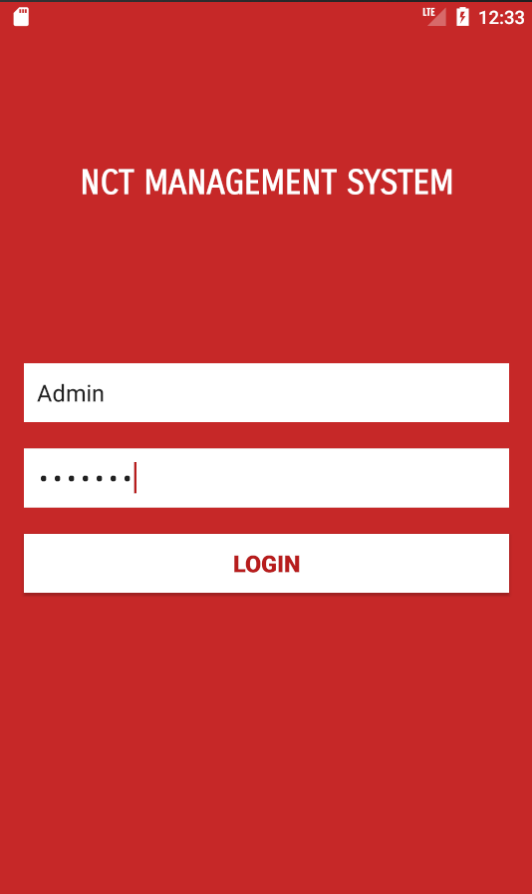 LTE 12:33
NCT MANAGEMENT SYSTEM
Admin
•••••••
LOGIN